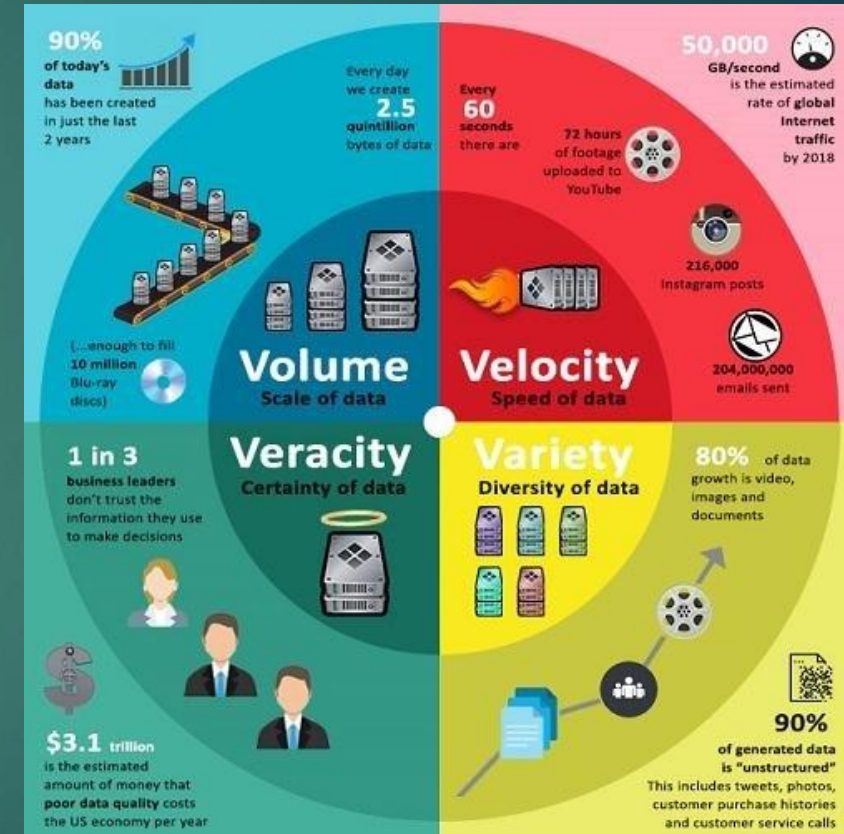 90%
of today's
data
has been created
in just the last
2 years
Every day
we create
2.5
quintillion
bytes of data
(...enough to fill
10 million
Blu-ray
discs)
Volume
Scale of data
Every
60
seconds
there are
72 hours
of footage
uploaded to
YouTube
50,000
GB/second
is the estimated
rate of global
Internet
traffic
by 2018
216,000
Instagram posts
204,000,000
emails sent
Velocity
Speed of data
Veracity
Certainty of data
1 in 3
business leaders
don't trust the
information they use
to make decisions
$3.1 trillion
is the estimated
amount of money that
poor data quality costs
the US economy per year
Variety
Diversity of data
80% of data
growth is video,
images and
documents
90%
of generated data
is "unstructured"
This includes tweets, photos,
customer purchase histories
and customer service calls